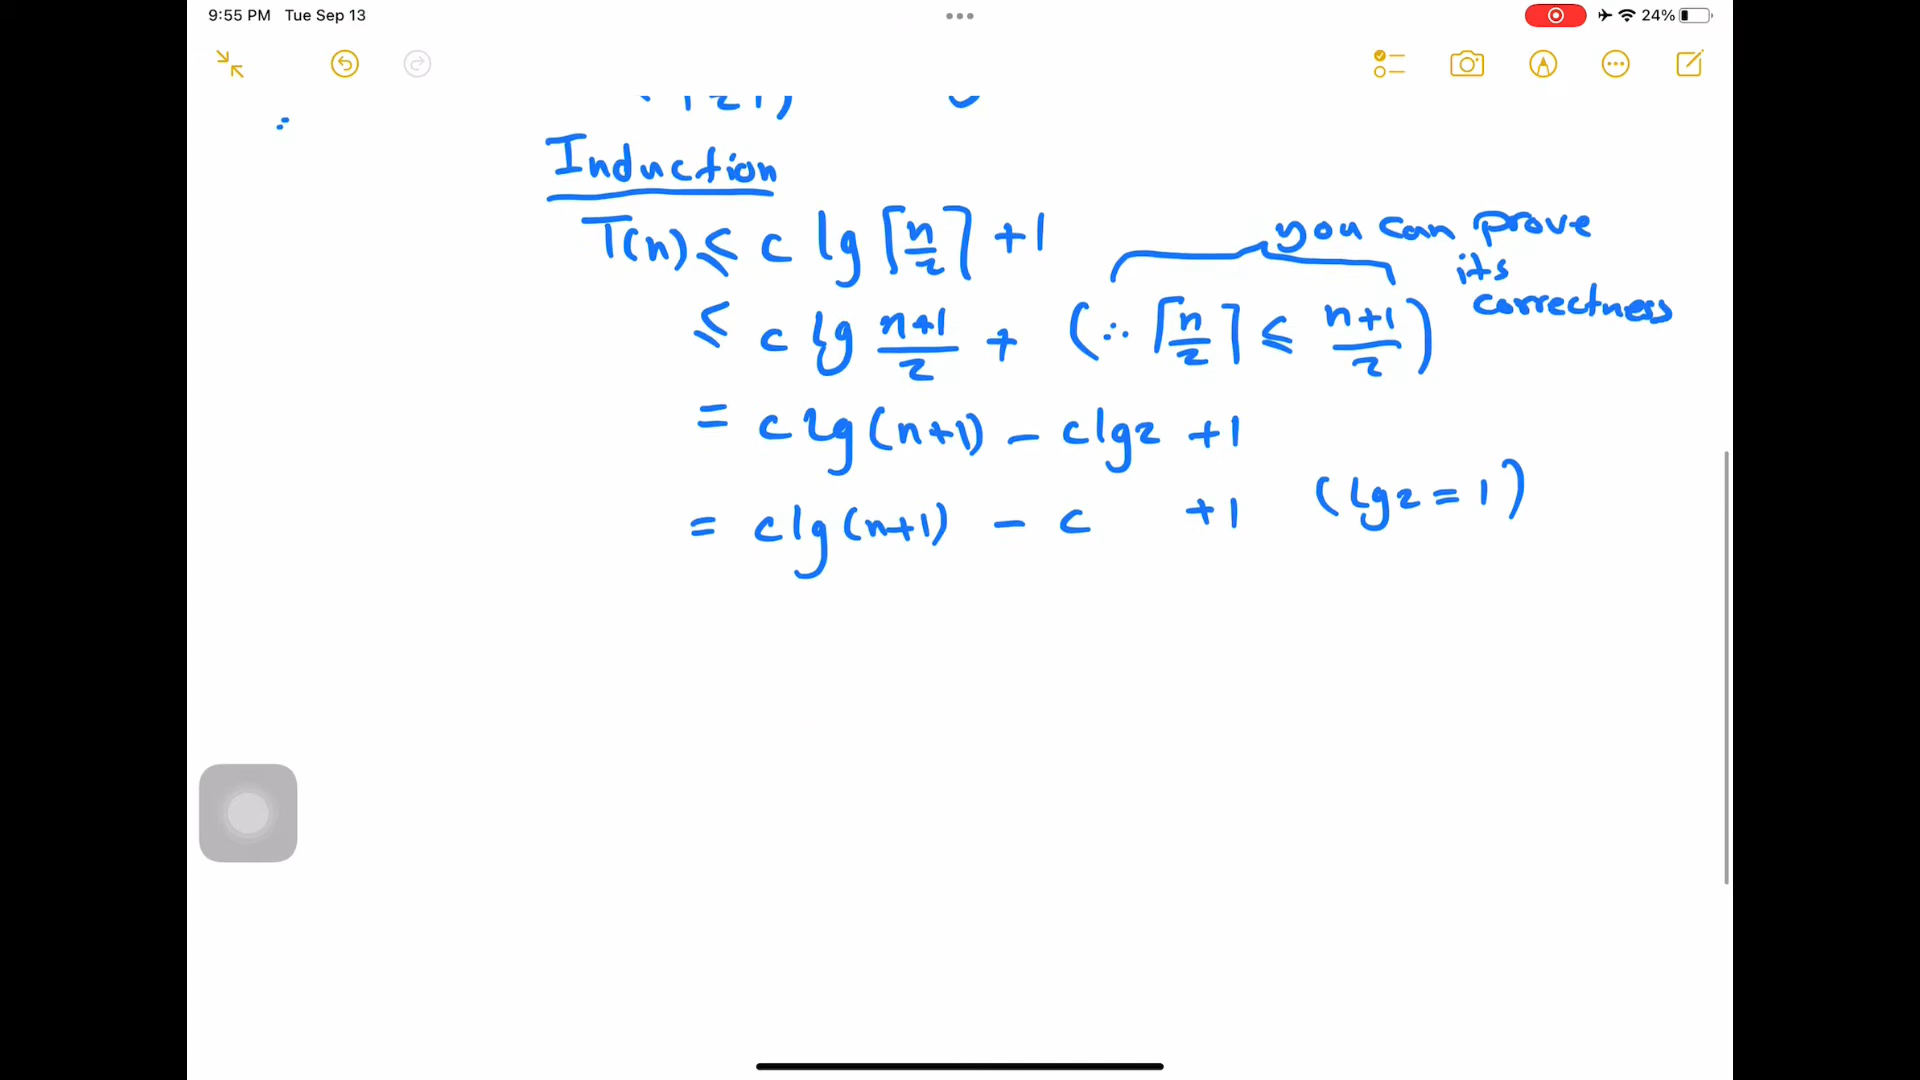 9:55 PM Tue Sep 13
24%
Induction
T(n) ≤ c lg ⌈n/2⌉ +1
you can prove
its
correctness
≤ c lg (n+1)/2 + (∵ ⌈n/2⌉ ≤ (n+1)/2)
= c lg(n+1) - c lg2 +1
= c lg(n+1) - c +1 (lg2 = 1)